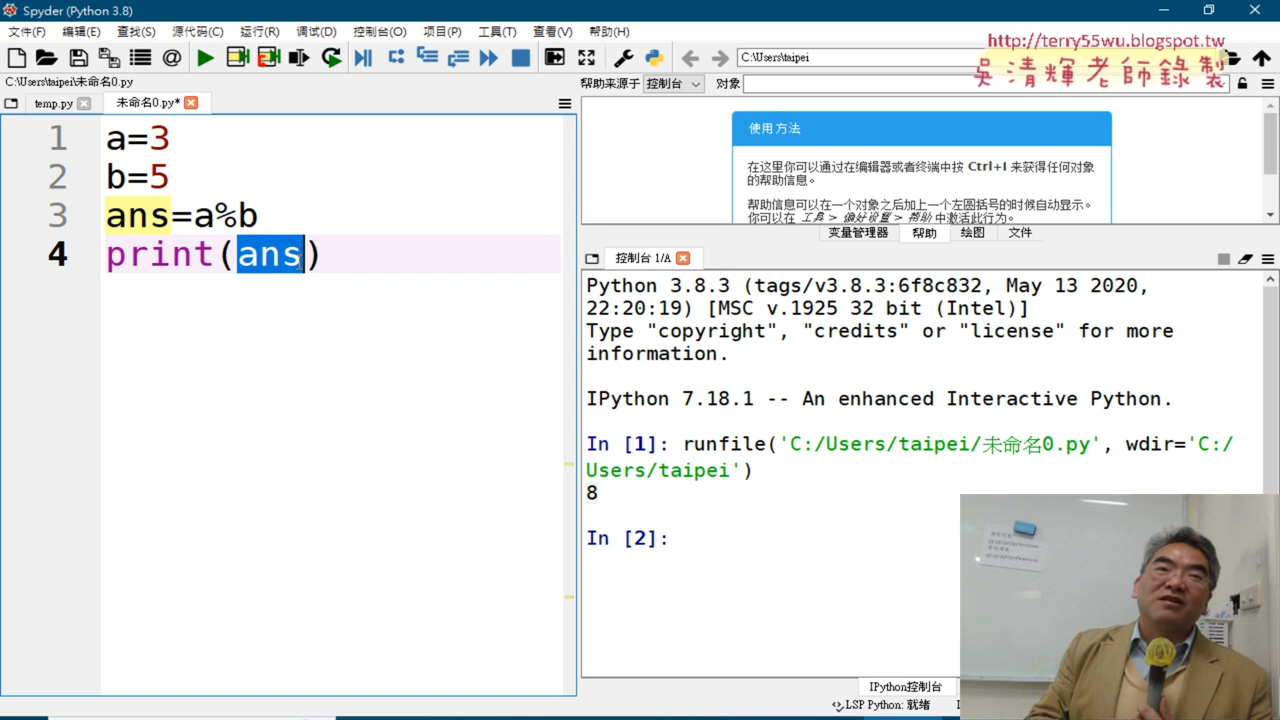 Spyder (Python 3.8)
文件(F) 编辑(E) 查找(S) 源代码(C) 运行(R) 调试(D) 控制台(O) 项目(P) 工具(T) 查看(V) 帮助(H)
C:\Users\taipei
http://terry55wu.blogspot.tw
吳清輝老師錄製
C:\Users\taipei\未命名0.py
帮助来源于 控制台 对象
temp.py 未命名0.py*
1 a=3
2 b=5
3 ans=a%b
4 print(ans)
使用方法
在这里你可以通过在编辑器或者终端中按 Ctrl+I 来获得任何对象
的帮助信息。
帮助信息可以在一个对象之后加上一个左圆括号的时候自动显示。
你可以在 工具 > 偏好设置 > 帮助 中激活此行为。
变量管理器 帮助 绘图 文件
控制台 1/A
Python 3.8.3 (tags/v3.8.3:6f8c832, May 13 2020,
22:20:19) [MSC v.1925 32 bit (Intel)]
Type "copyright", "credits" or "license" for more
information.
IPython 7.18.1 -- An enhanced Interactive Python.
In [1]: runfile('C:/Users/taipei/未命名0.py', wdir='C:/
Users/taipei')
8
In [2]:
IPython控制台
LSP Python: 就绪